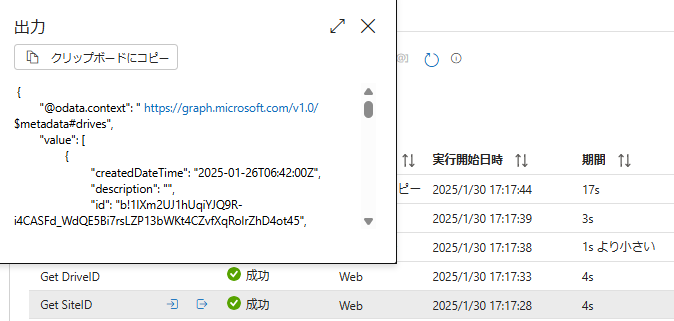 出力
クリップボードにコピー
{
"@odata.context": " https://graph.microsoft.com/v1.0/
$metadata#drives",
"value": [
{
"createdDateTime": "2025-01-26T06:42:00Z",
"description": "",
"id": "b!1IXm2UJ1hUqiYJQ9R-
i4CASFd_WdQE5Bi7rsLZP13bWKt4CZvfXqRoIrZhD4ot45",
実行開始日時 期間
ピー 2025/1/30 17:17:44 17s
2025/1/30 17:17:39 3s
2025/1/30 17:17:38 1s より小さい
Get DriveID 成功 Web 2025/1/30 17:17:33 4s
Get SiteID 成功 Web 2025/1/30 17:17:28 4s